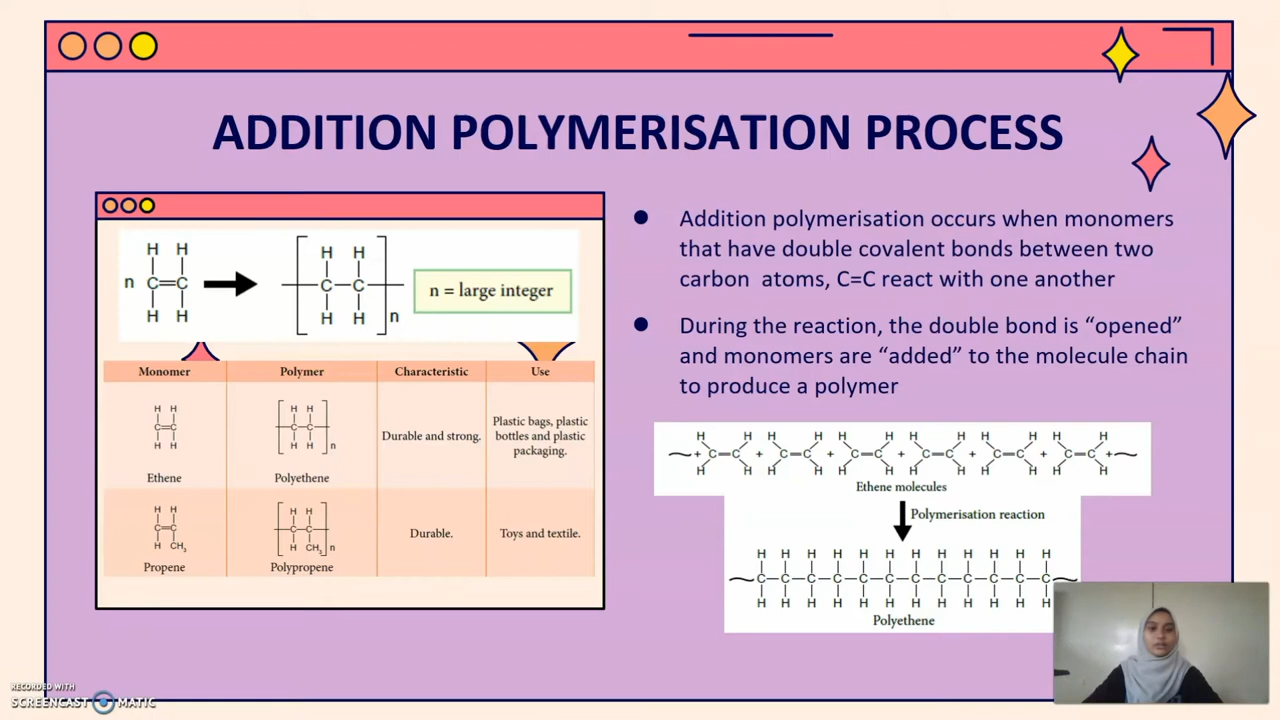 ADDITION POLYMERISATION PROCESS
H H
n C=C
H H
H H
C—C
H H
n
n = large integer
Monomer Polymer Characteristic Use
H H
C=C
H H
Ethene
H H
C—C
H H
n
Polyethene
Durable and strong.
Plastic bags, plastic
bottles and plastic
packaging.
H H
C=C
H CH₃
Propene
H H
C—C
H CH₃
n
Polypropene
Durable.
Toys and textile.
● Addition polymerisation occurs when monomers
that have double covalent bonds between two
carbon atoms, C=C react with one another
● During the reaction, the double bond is “opened”
and monomers are “added” to the molecule chain
to produce a polymer
H H H H H H H H H H H H
+ C=C + C=C + C=C + C=C + C=C + C=C +
H H H H H H H H H H H H
Ethene molecules
Polymerisation reaction
H H H H H H H H H H H H
C—C—C—C—C—C—C—C—C—C—C—C
H H H H H H H H H H H H
Polyethene
RECORDED WITH
SCREENCAST MATIC